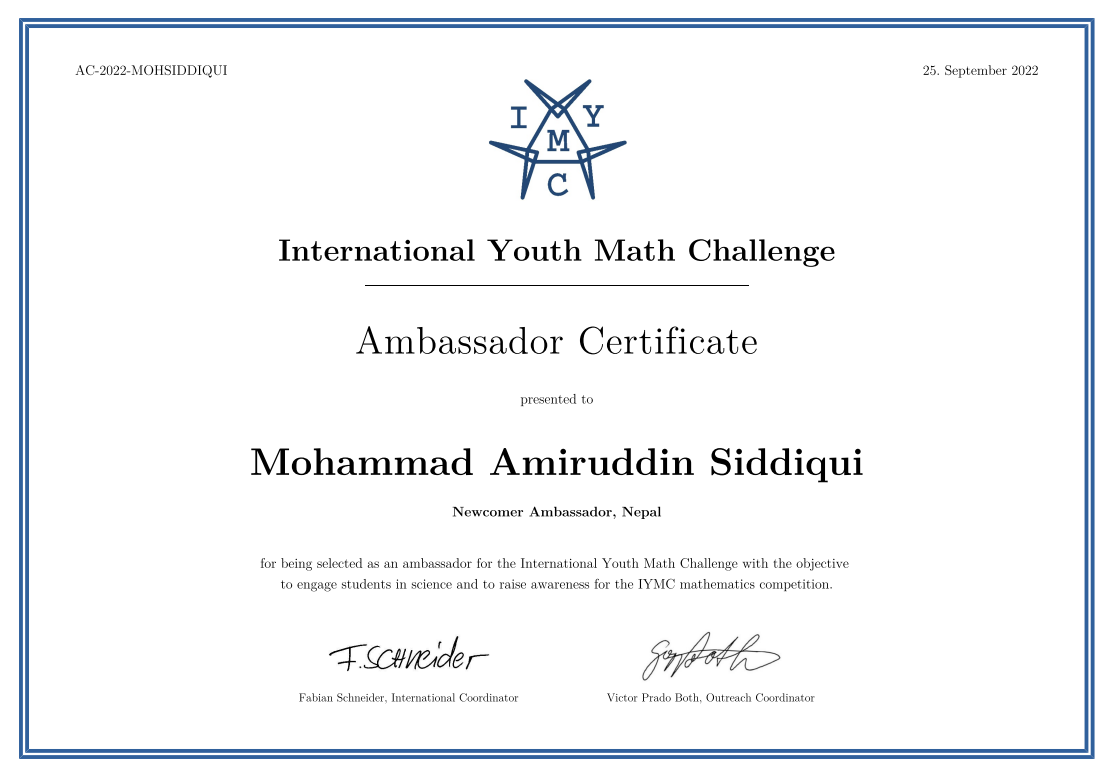 AC-2022-MOHSIDDIQUI
25. September 2022
I Y
M
C
International Youth Math Challenge
Ambassador Certificate
presented to
Mohammad Amiruddin Siddiqui
Newcomer Ambassador, Nepal
for being selected as an ambassador for the International Youth Math Challenge with the objective
to engage students in science and to raise awareness for the IYMC mathematics competition.
F. Schneider
Fabian Schneider, International Coordinator
Victor Prado Both, Outreach Coordinator